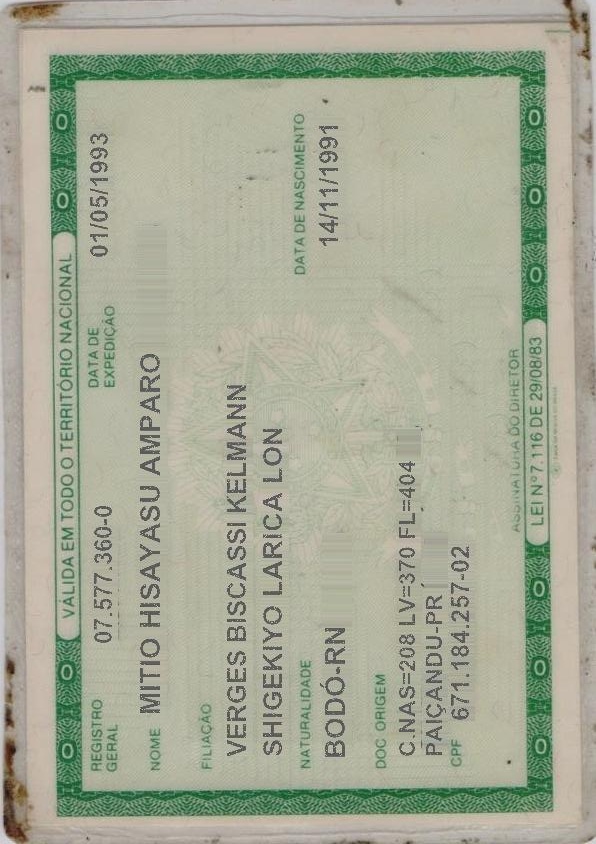 VÁLIDA EM TODO O TERRITÓRIO NACIONAL
REGISTRO GERAL 07.577.360-0 DATA DE EXPEDIÇÃO 01/05/1993
NOME MITIO HISAYASU AMPARO
FILIAÇÃO
VERGES BISCASSI KELMANN
SHIGEKIYO LARICA LON
NATURALIDADE DATA DE NASCIMENTO
BODÓ-RN 14/11/1991
DOC ORIGEM
C.NAS=208 LV=370 FL=404
PAIÇANDU-PR
CPF 671.184.257-02
ASSINATURA DO DIRETOR
LEI Nº 7.116 DE 29/08/83